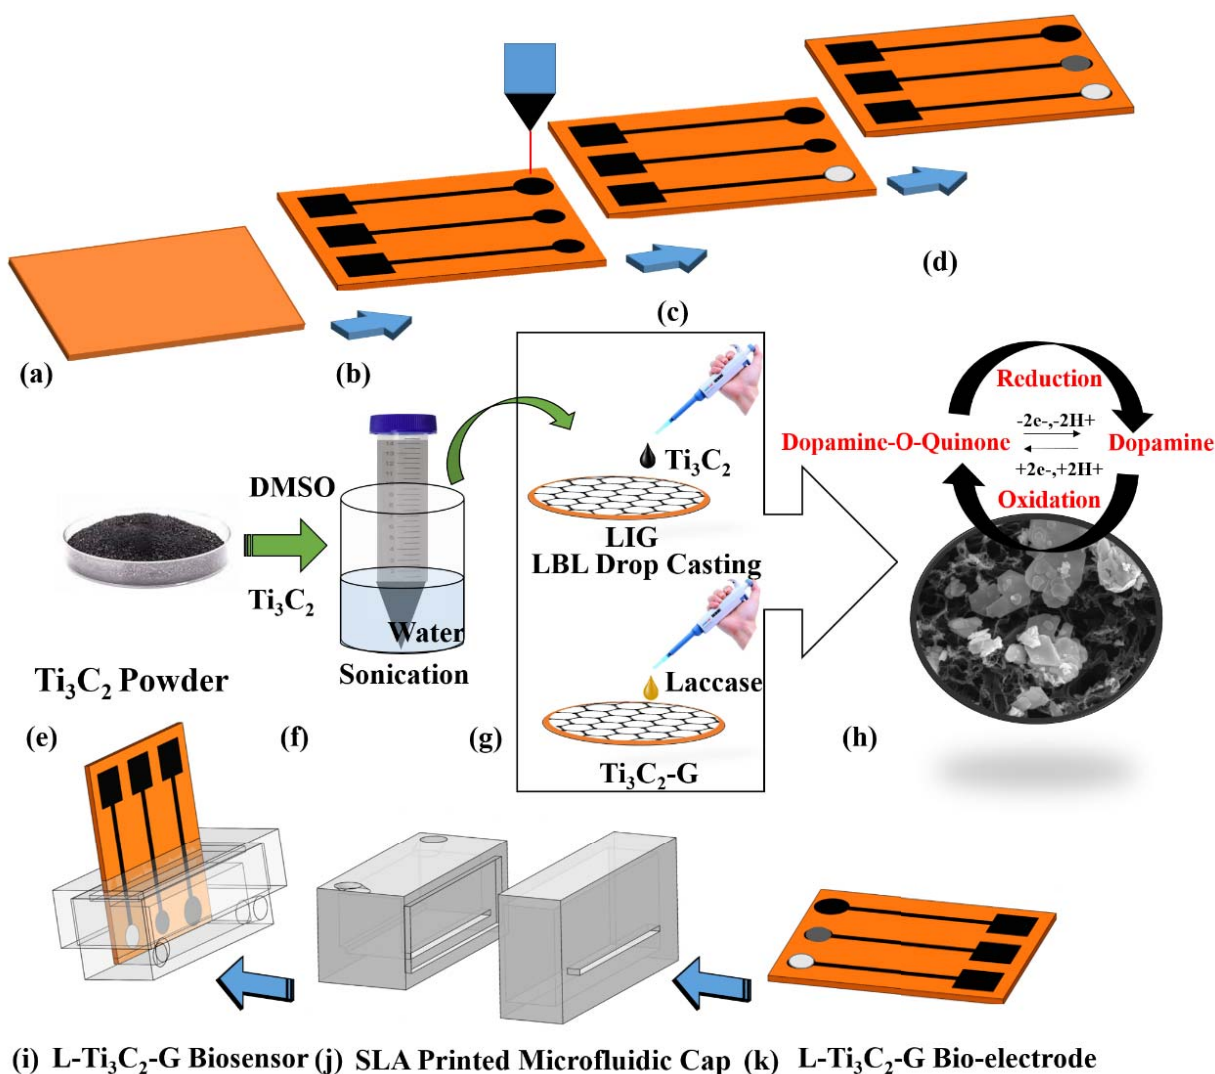 (a)
(b)
(c)
(d)
Ti₃C₂ Powder
DMSO
Ti₃C₂
Water
Sonication
Ti₃C₂
LIG
LBL Drop Casting
Laccase
Ti₃C₂-G
Reduction
-2e-,-2H+
Dopamine-O-Quinone
Dopamine
+2e-,+2H+
Oxidation
(e)
(f)
(g)
(h)
(i) L-Ti₃C₂-G Biosensor
(j) SLA Printed Microfluidic Cap
(k) L-Ti₃C₂-G Bio-electrode